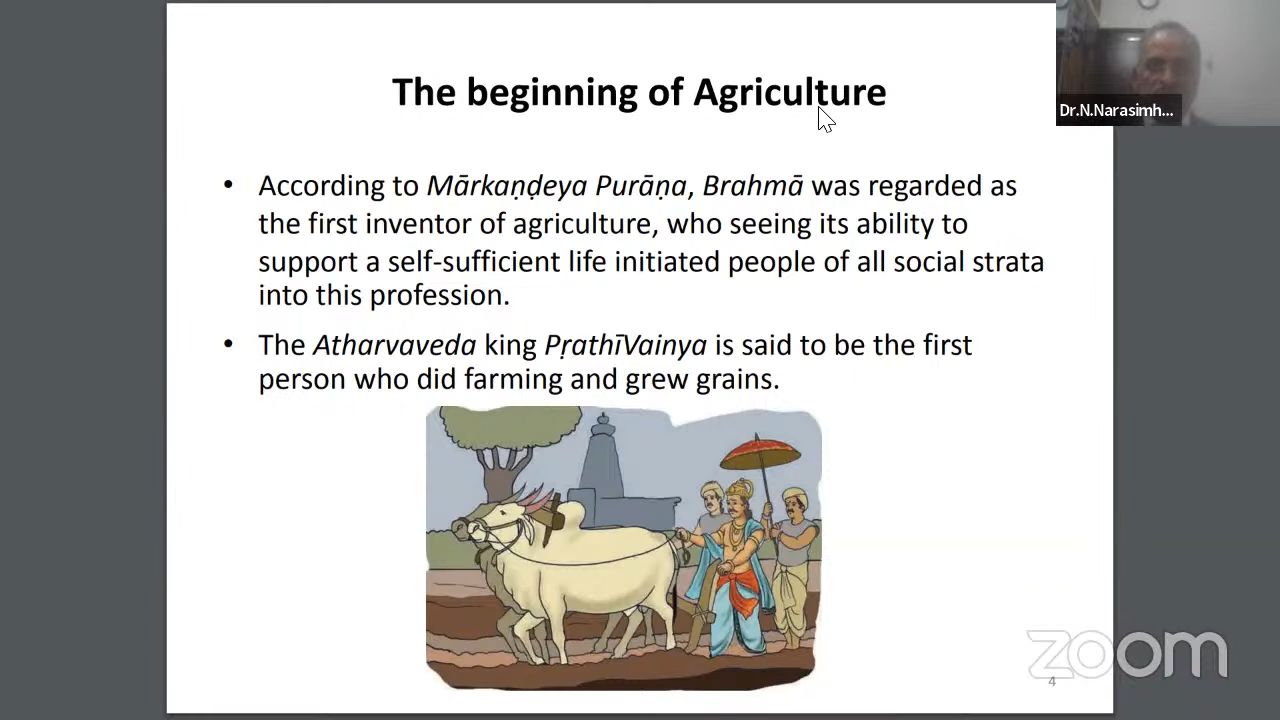 The beginning of Agriculture
Dr.N.Narasimh...
• According to Mārkaṇḍeya Purāṇa, Brahmā was regarded as
the first inventor of agriculture, who seeing its ability to
support a self-sufficient life initiated people of all social strata
into this profession.
• The Atharvaveda king PṛathīVainya is said to be the first
person who did farming and grew grains.
zoom
4